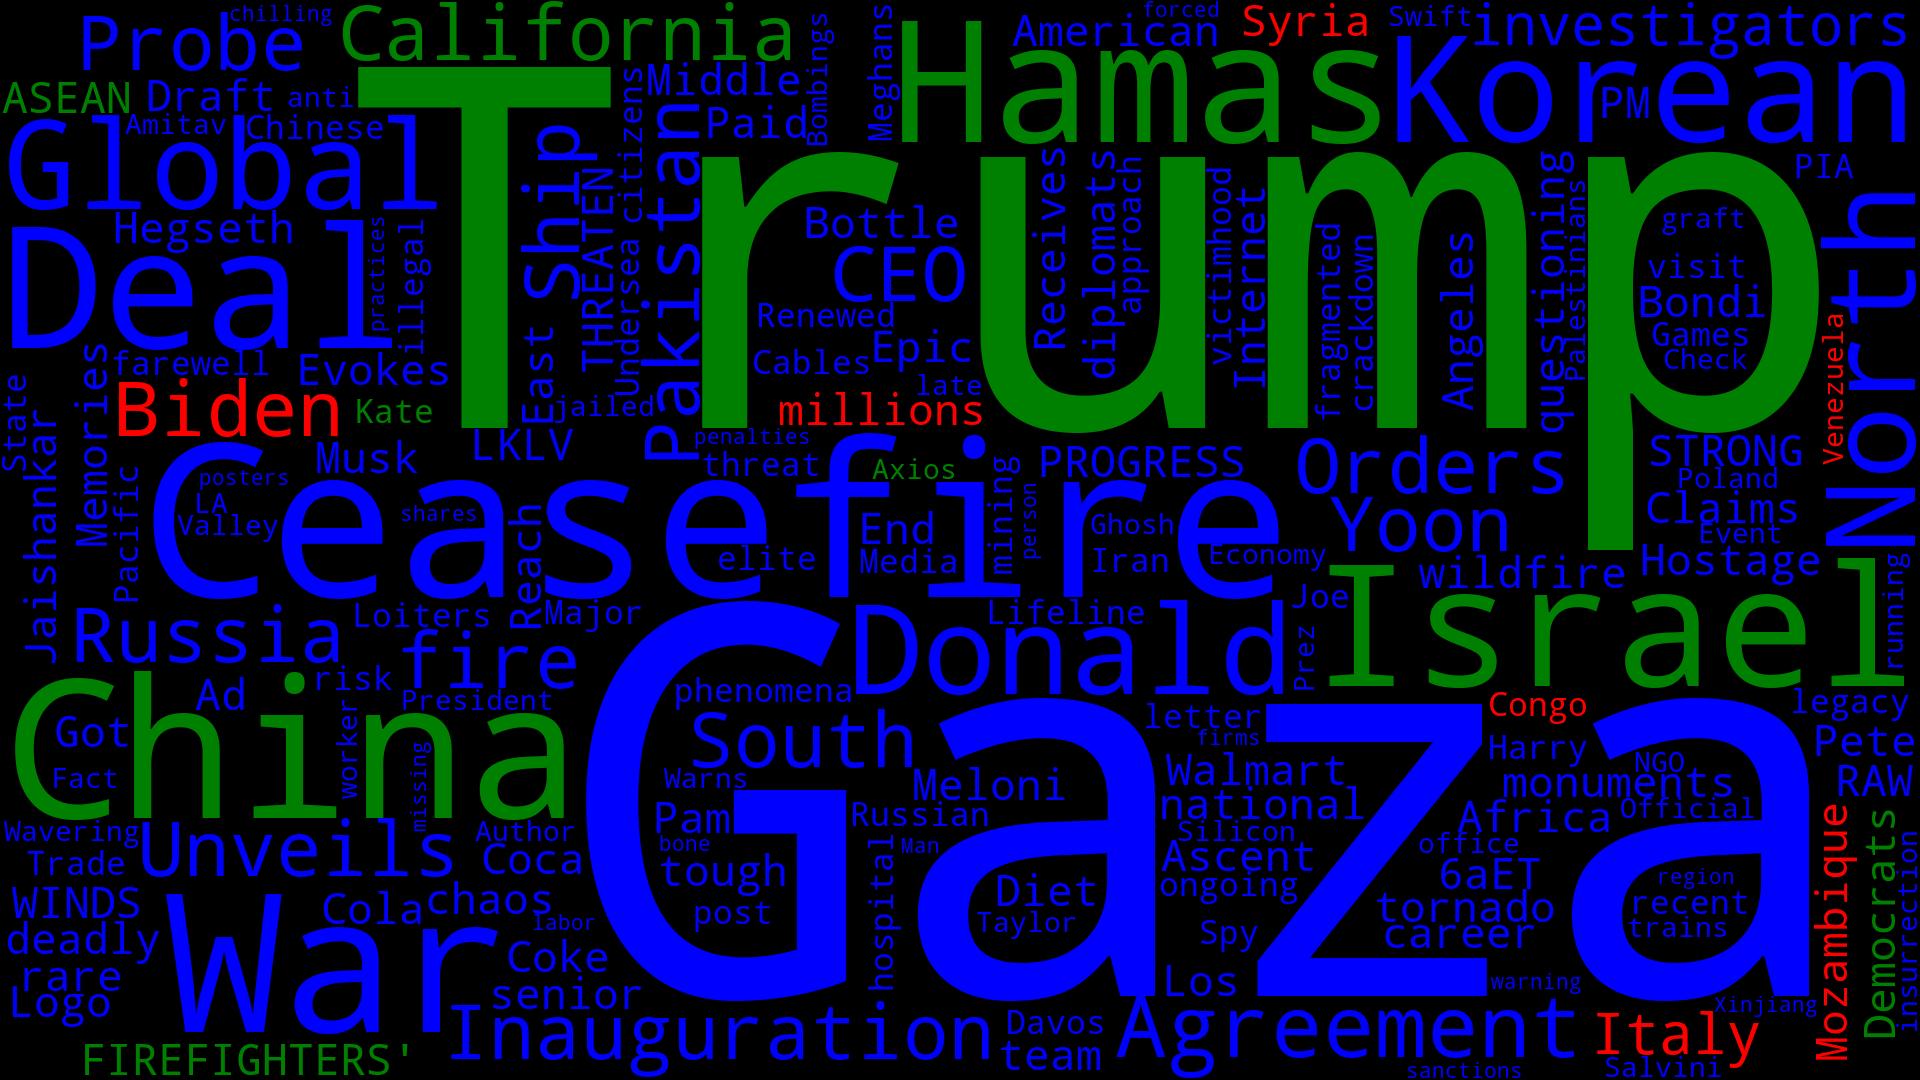 chilling
Probe
California
American
forced
Syria
Swift
investigators
Meghans
Hamas
Korean
PM
ASEAN
Draft
anti
Middle
Bombings
Amitav
Chinese
Paid
Trump
Global
Ship
East
THREATEN
citizens
Undersea
Pakistan
PIA
Deal
Hegseth
practices
illegal
Bottle
CEO
Receives
diplomats
approach
victimhood
Internet
fragmented
crackdown
Angeles
questioning
Palestinians
graft
visit
Bondi
Games
Check
North
Venezuela
Renewed
Cables
Epic
late
farewell
Evokes
State
Jaishankar
Memories
Biden
Kate
jailed
millions
Pacific
Musk
LKLV
penalties
threat
Axios
PROGRESS
Orders
STRONG
Poland
Ceasefire
posters
LA
Valley
shares
Reach
End
Media
elite
mining
person
Ghosh
Iran
Economy
Yoon
Claims
Event
wildfire
Hostage
running
Russia
Loiters
Major
fire
Lifeline
Donald
Joe
Prez
Israel
China
Ad
risk
President
phenomena
South
letter
firms
Congo
legacy
Got
Fact
worker
missing
Gaza
Warns
Pam
bone
tough
post
Meloni
Russian
Man
hospital
Diet
Taylor
Walmart
national
Silicon
Ascent
ongoing
Spy
Los
Harry
NGO
monuments
Africa
Official
office
6aET
tornado
career
region
recent
trains
warning
Pete
RAW
Mozambique
Democrats
insurrection
Wavering
Trade
Unveils
Author
Coca
WINDS
deadly
rare
Logo
War
Cola
chaos
labor
Coke
senior
Inauguration
Davos
team
Agreement
Italy
Xinjiang
Salvini
sanctions
FIREFIGHTERS'